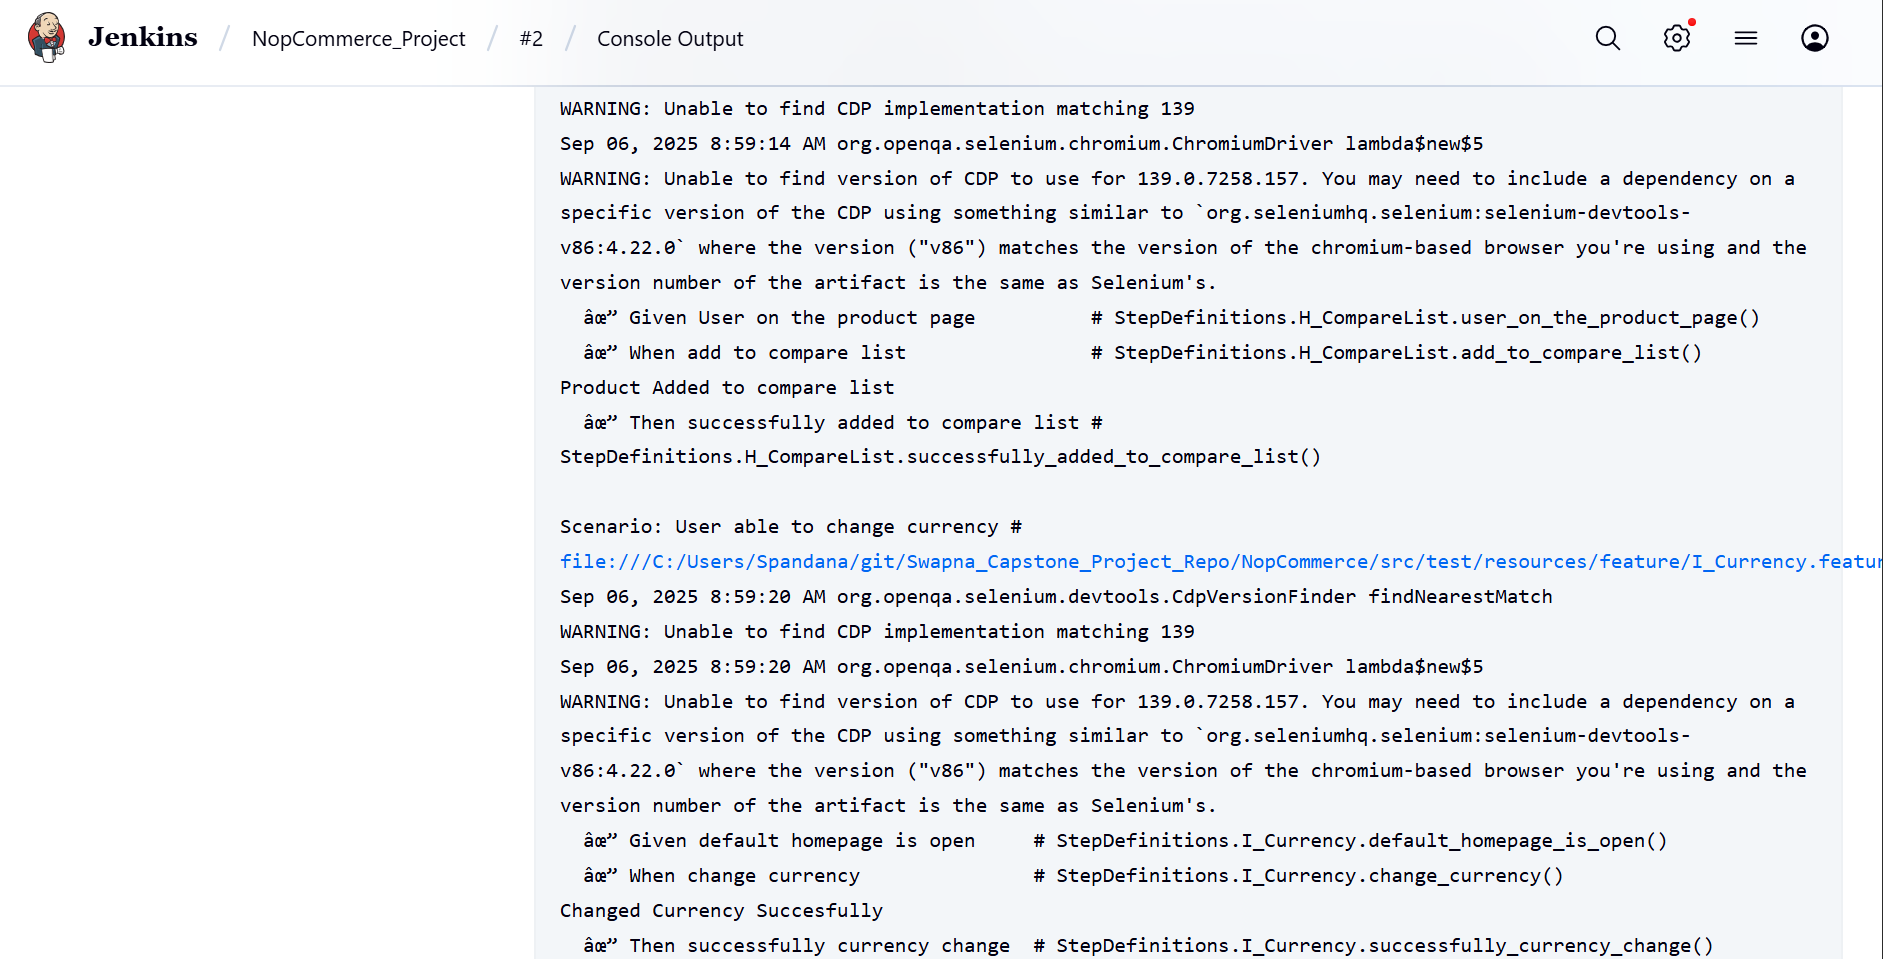 Jenkins / NopCommerce_Project / #2 / Console Output
WARNING: Unable to find CDP implementation matching 139
Sep 06, 2025 8:59:14 AM org.openqa.selenium.chromium.ChromiumDriver lambda$new$5
WARNING: Unable to find version of CDP to use for 139.0.7258.157. You may need to include a dependency on a
specific version of the CDP using something similar to `org.seleniumhq.selenium:selenium-devtools-
v86:4.22.0` where the version ("v86") matches the version of the chromium-based browser you're using and the
version number of the artifact is the same as Selenium's.
âœ” Given User on the product page # StepDefinitions.H_CompareList.user_on_the_product_page()
âœ” When add to compare list # StepDefinitions.H_CompareList.add_to_compare_list()
Product Added to compare list
âœ” Then successfully added to compare list #
StepDefinitions.H_CompareList.successfully_added_to_compare_list()
Scenario: User able to change currency #
file:///C:/Users/Spandana/git/Swapna_Capstone_Project_Repo/NopCommerce/src/test/resources/feature/I_Currency.featur
Sep 06, 2025 8:59:20 AM org.openqa.selenium.devtools.CdpVersionFinder findNearestMatch
WARNING: Unable to find CDP implementation matching 139
Sep 06, 2025 8:59:20 AM org.openqa.selenium.chromium.ChromiumDriver lambda$new$5
WARNING: Unable to find version of CDP to use for 139.0.7258.157. You may need to include a dependency on a
specific version of the CDP using something similar to `org.seleniumhq.selenium:selenium-devtools-
v86:4.22.0` where the version ("v86") matches the version of the chromium-based browser you're using and the
version number of the artifact is the same as Selenium's.
âœ” Given default homepage is open # StepDefinitions.I_Currency.default_homepage_is_open()
âœ” When change currency # StepDefinitions.I_Currency.change_currency()
Changed Currency Succesfully
âœ” Then successfully currency change # StepDefinitions.I_Currency.successfully_currency_change()